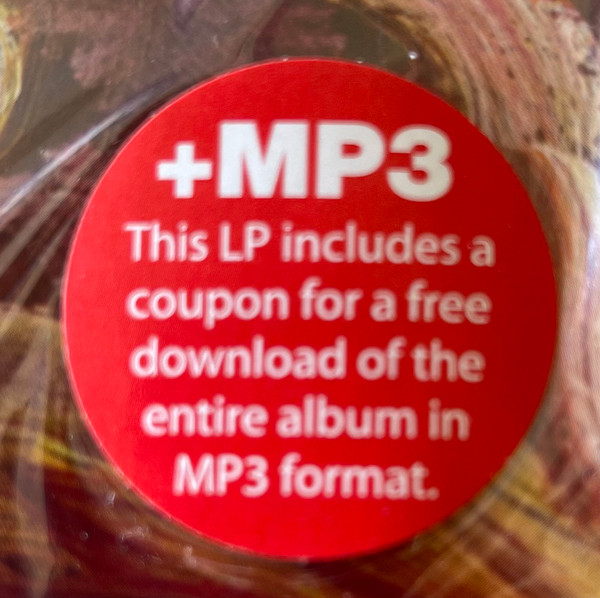 +MP3
This LP includes a
coupon for a free
download of the
entire album in
MP3 format.